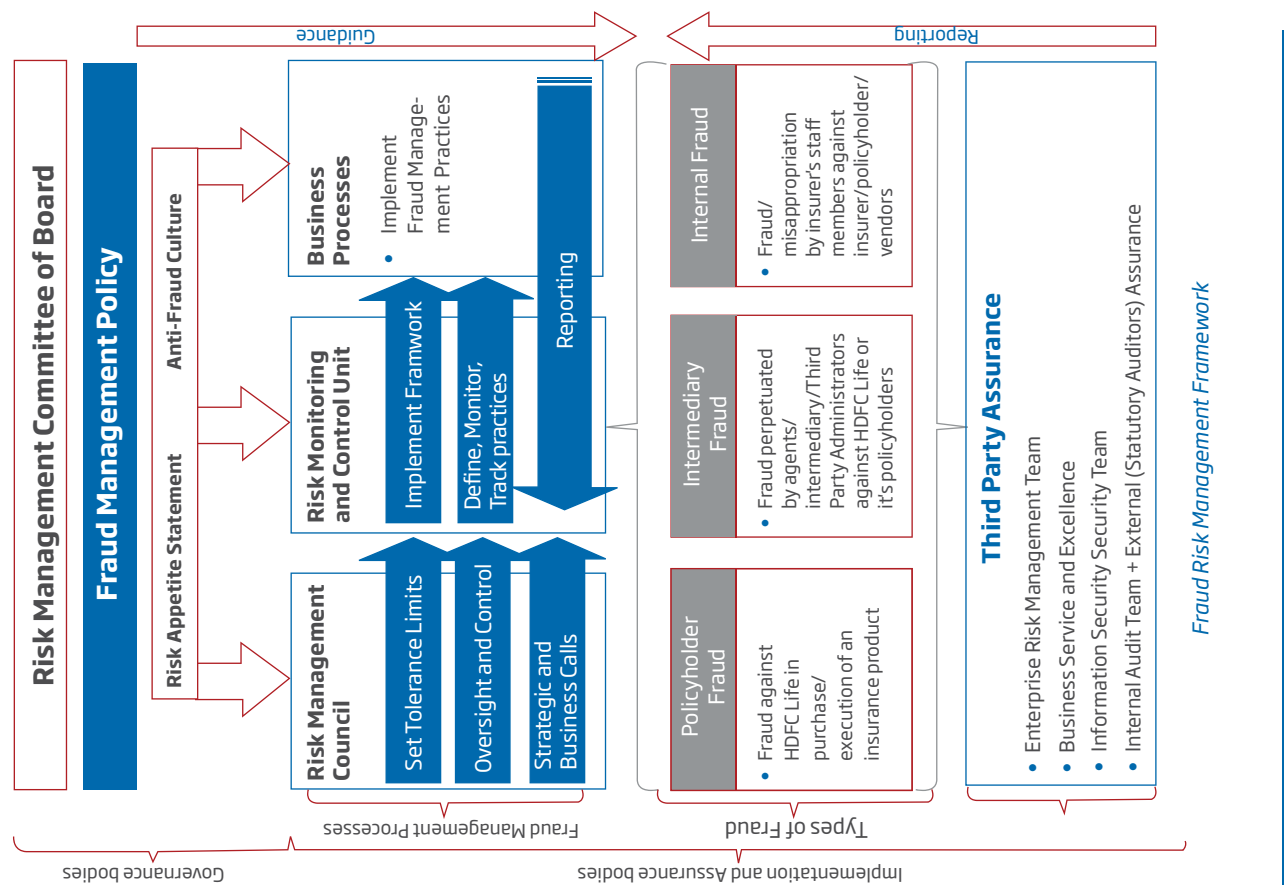 Risk Management Committee of Board
Fraud Management Policy
Risk Appetite Statement
Anti-Fraud Culture
Guidance
Governance bodies
Risk Management
Council
Set Tolerance Limits
Oversight and Control
Strategic and
Business Calls
Risk Monitoring
and Control Unit
Implement Framwork
Define, Monitor,
Track practices
Business
Processes
• Implement
Fraud Manage-
ment Practices
Reporting
Fraud Management Processes
Policyholder
Fraud
• Fraud against
HDFC Life in
purchase/
execution of an
insurance product
Intermediary
Fraud
• Fraud perpetuated
by agents/
intermediary/Third
Party Administrators
against HDFC Life or
it's policyholders
Internal Fraud
• Fraud/
misappropriation
by insurer's staff
members against
insurer/policyholder/
vendors
Types of Fraud
Reporting
Implementation and Assurance bodies
Third Party Assurance
• Enterprise Risk Management Team
• Business Service and Excellence
• Information Security Team
• Internal Audit Team + External (Statutory Auditors) Assurance
Fraud Risk Management Framework